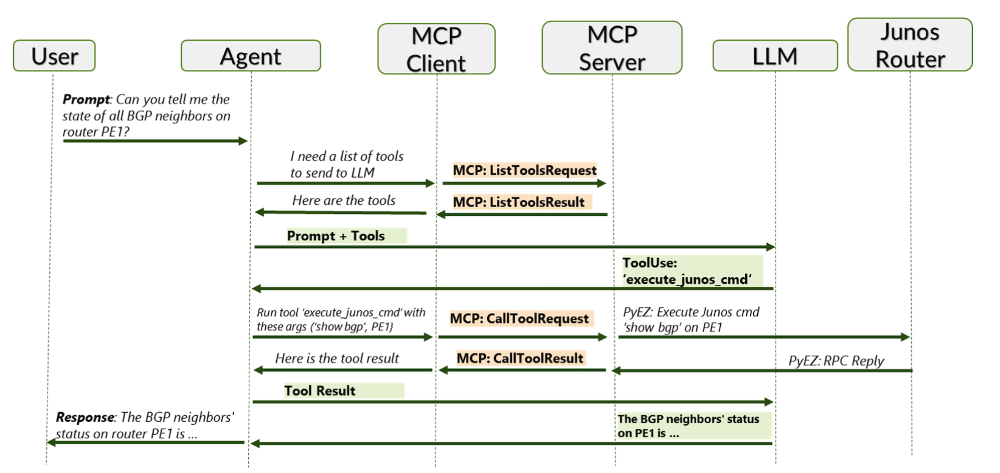 User
Agent
MCP
Client
MCP
Server
LLM
Junos
Router
Prompt: Can you tell me the
state of all BGP neighbors on
router PE1?
I need a list of tools
to send to LLM
MCP: ListToolsRequest
Here are the tools
MCP: ListToolsResult
Prompt + Tools
ToolUse:
‘execute_junos_cmd‘
Run tool ‘execute_junos_cmd’ with
these args (‘show bgp’, PE1}
MCP: CallToolRequest
PyEZ: Execute Junos cmd
‘show bgp’ on PE1
Here is the tool result
MCP: CallToolResult
PyEZ: RPC Reply
Tool Result
Response: The BGP neighbors'
status on router PE1 is ...
The BGP neighbors' status
on PE1 is ...